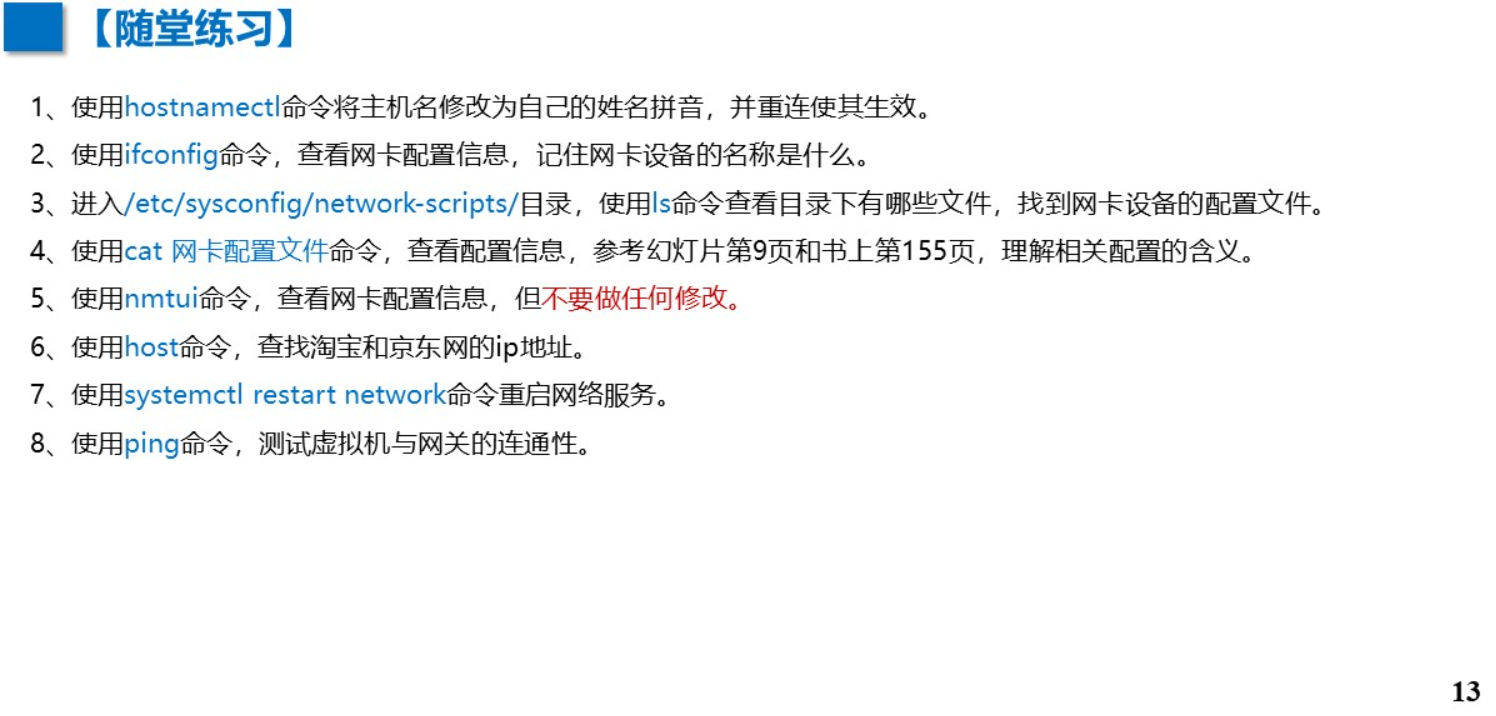 【随堂练习】
1、使用hostnamectl命令将主机名修改为自己的姓名拼音，并重连使其生效。
2、使用ifconfig命令，查看网卡配置信息，记住网卡设备的名称是什么。
3、进入/etc/sysconfig/network-scripts/目录，使用ls命令查看目录下有哪些文件，找到网卡设备的配置文件。
4、使用cat 网卡配置文件命令，查看配置信息，参考幻灯片第9页和书上第155页，理解相关配置的含义。
5、使用nmtui命令，查看网卡配置信息，但不要做任何修改。
6、使用host命令，查找淘宝和京东网的ip地址。
7、使用systemctl restart network命令重启网络服务。
8、使用ping命令，测试虚拟机与网关的连通性。
13